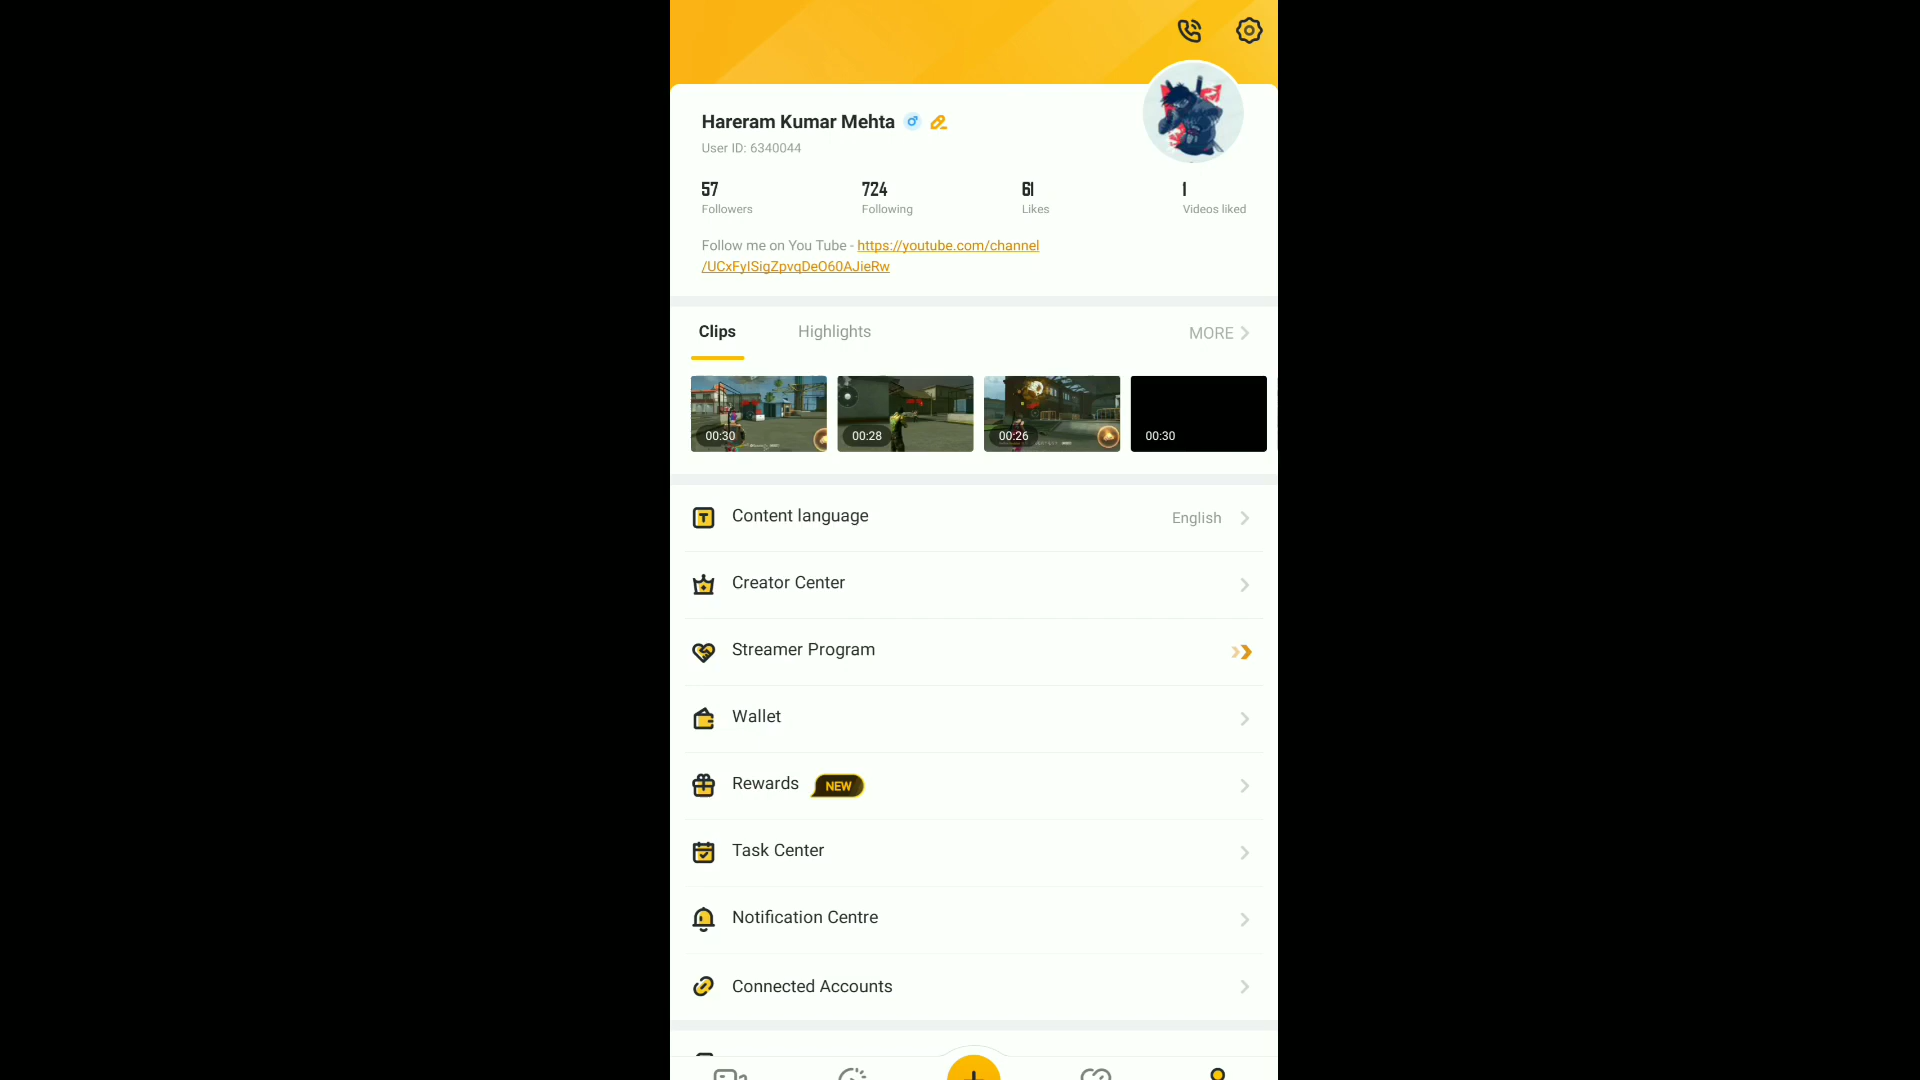 Hareram Kumar Mehta
User ID: 6340044
57
724
61
1
Followers
Following
Likes
Videos liked
Follow me on You Tube - https://youtube.com/channel
/UCxFyISigZpvqDeO60AJieRw
Clips
Highlights
MORE
00:30
00:28
00:26
00:30
Content language
English
Creator Center
Streamer Program
Wallet
Rewards
NEW
Task Center
Notification Centre
Connected Accounts